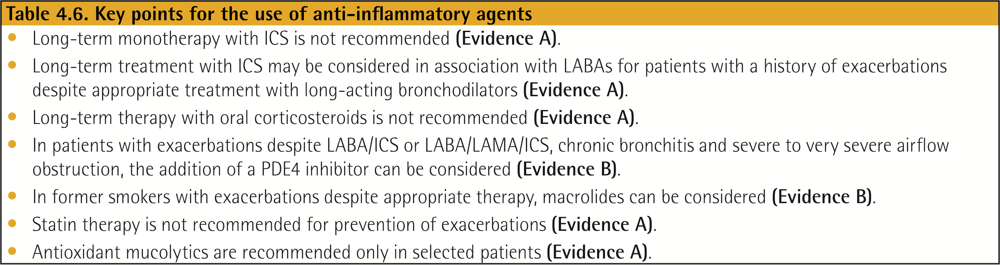 Table 4.6. Key points for the use of anti-inflammatory agents
• Long-term monotherapy with ICS is not recommended (Evidence A).
• Long-term treatment with ICS may be considered in association with LABAs for patients with a history of exacerbations
despite appropriate treatment with long-acting bronchodilators (Evidence A).
• Long-term therapy with oral corticosteroids is not recommended (Evidence A).
• In patients with exacerbations despite LABA/ICS or LABA/LAMA/ICS, chronic bronchitis and severe to very severe airflow
obstruction, the addition of a PDE4 inhibitor can be considered (Evidence B).
• In former smokers with exacerbations despite appropriate therapy, macrolides can be considered (Evidence B).
• Statin therapy is not recommended for prevention of exacerbations (Evidence A).
• Antioxidant mucolytics are recommended only in selected patients (Evidence A).